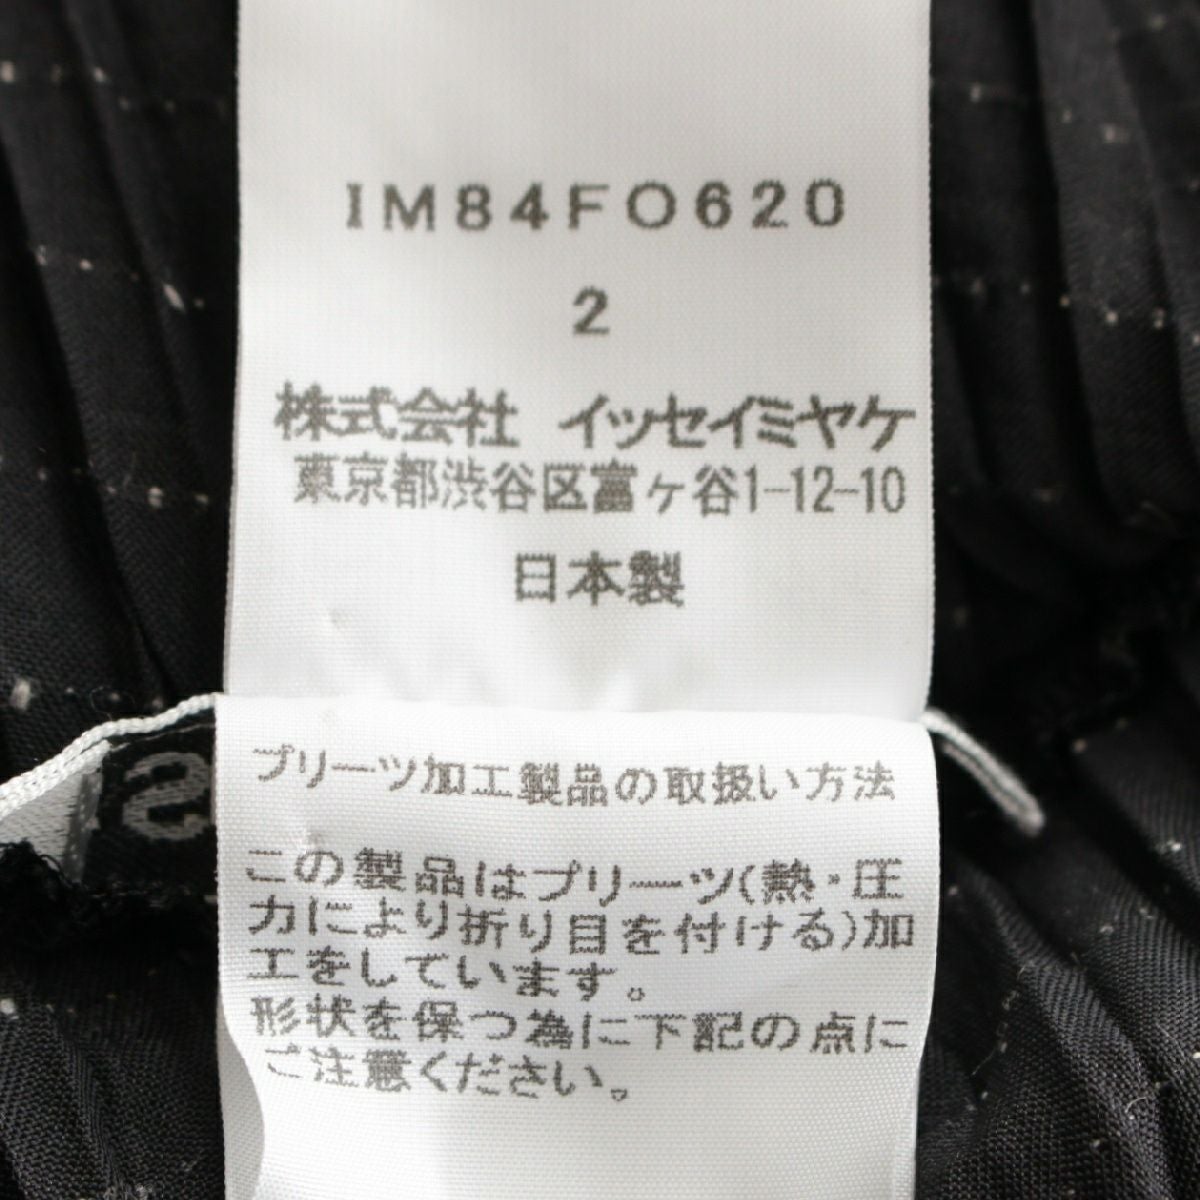 IM84FO620
2
株式会社 イッセイミヤケ
東京都渋谷区富ヶ谷1-12-10
日本製
プリーツ加工製品の取扱い方法
この製品はプリーツ(熱・圧
力により折り目を付ける)加
工をしています。
形状を保つ為に下記の点に
ご注意ください。